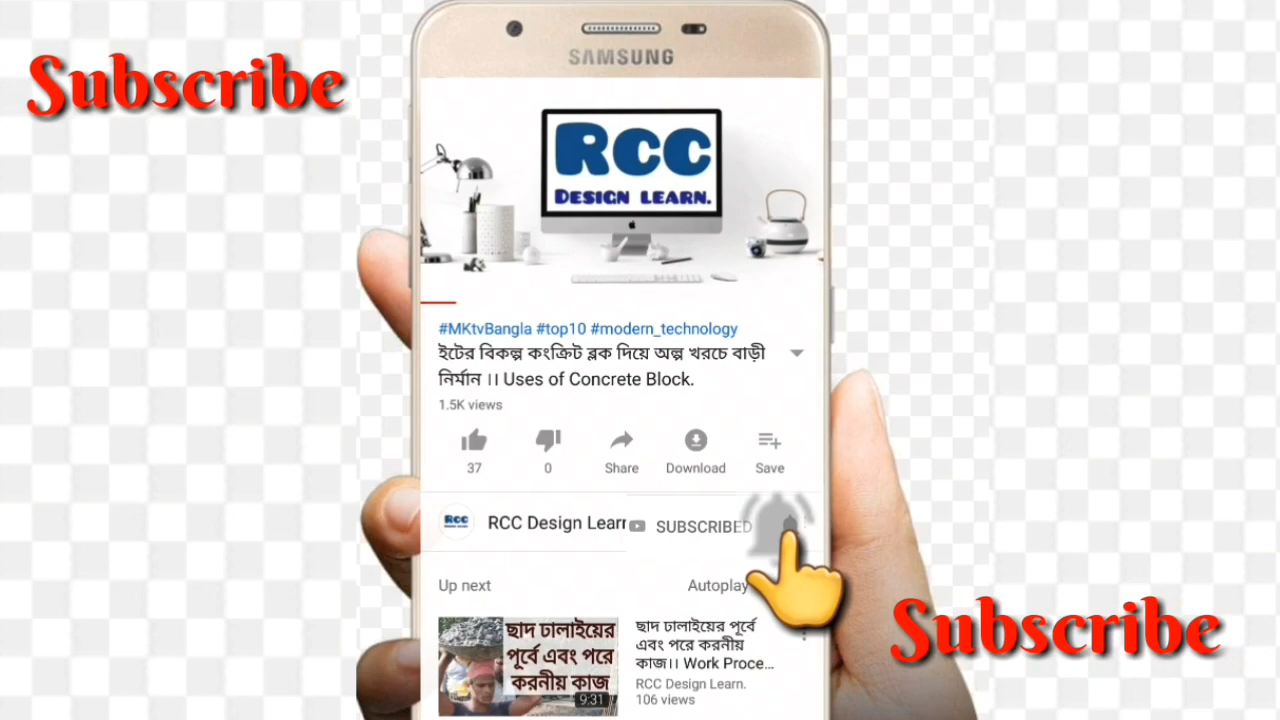 Subscribe
SAMSUNG
RCC
DESIGN LEARN.
#MKtvBangla #top10 #modern_technology
ইটের বিকল্প কংক্রিট ব্লক দিয়ে অল্প খরচে বাড়ী
নির্মান ।। Uses of Concrete Block.
1.5K views
37
0
Share
Download
Save
RCC
RCC Design Learn
SUBSCRIBED
Up next
Autoplay
ছাদ ঢালাইয়ের
পূর্বে এবং পরে
করনীয় কাজ
9:31
ছাদ ঢালাইয়ের পূর্বে
এবং পরে করনীয়
কাজ।। Work Proce...
RCC Design Learn.
106 views
Subscribe